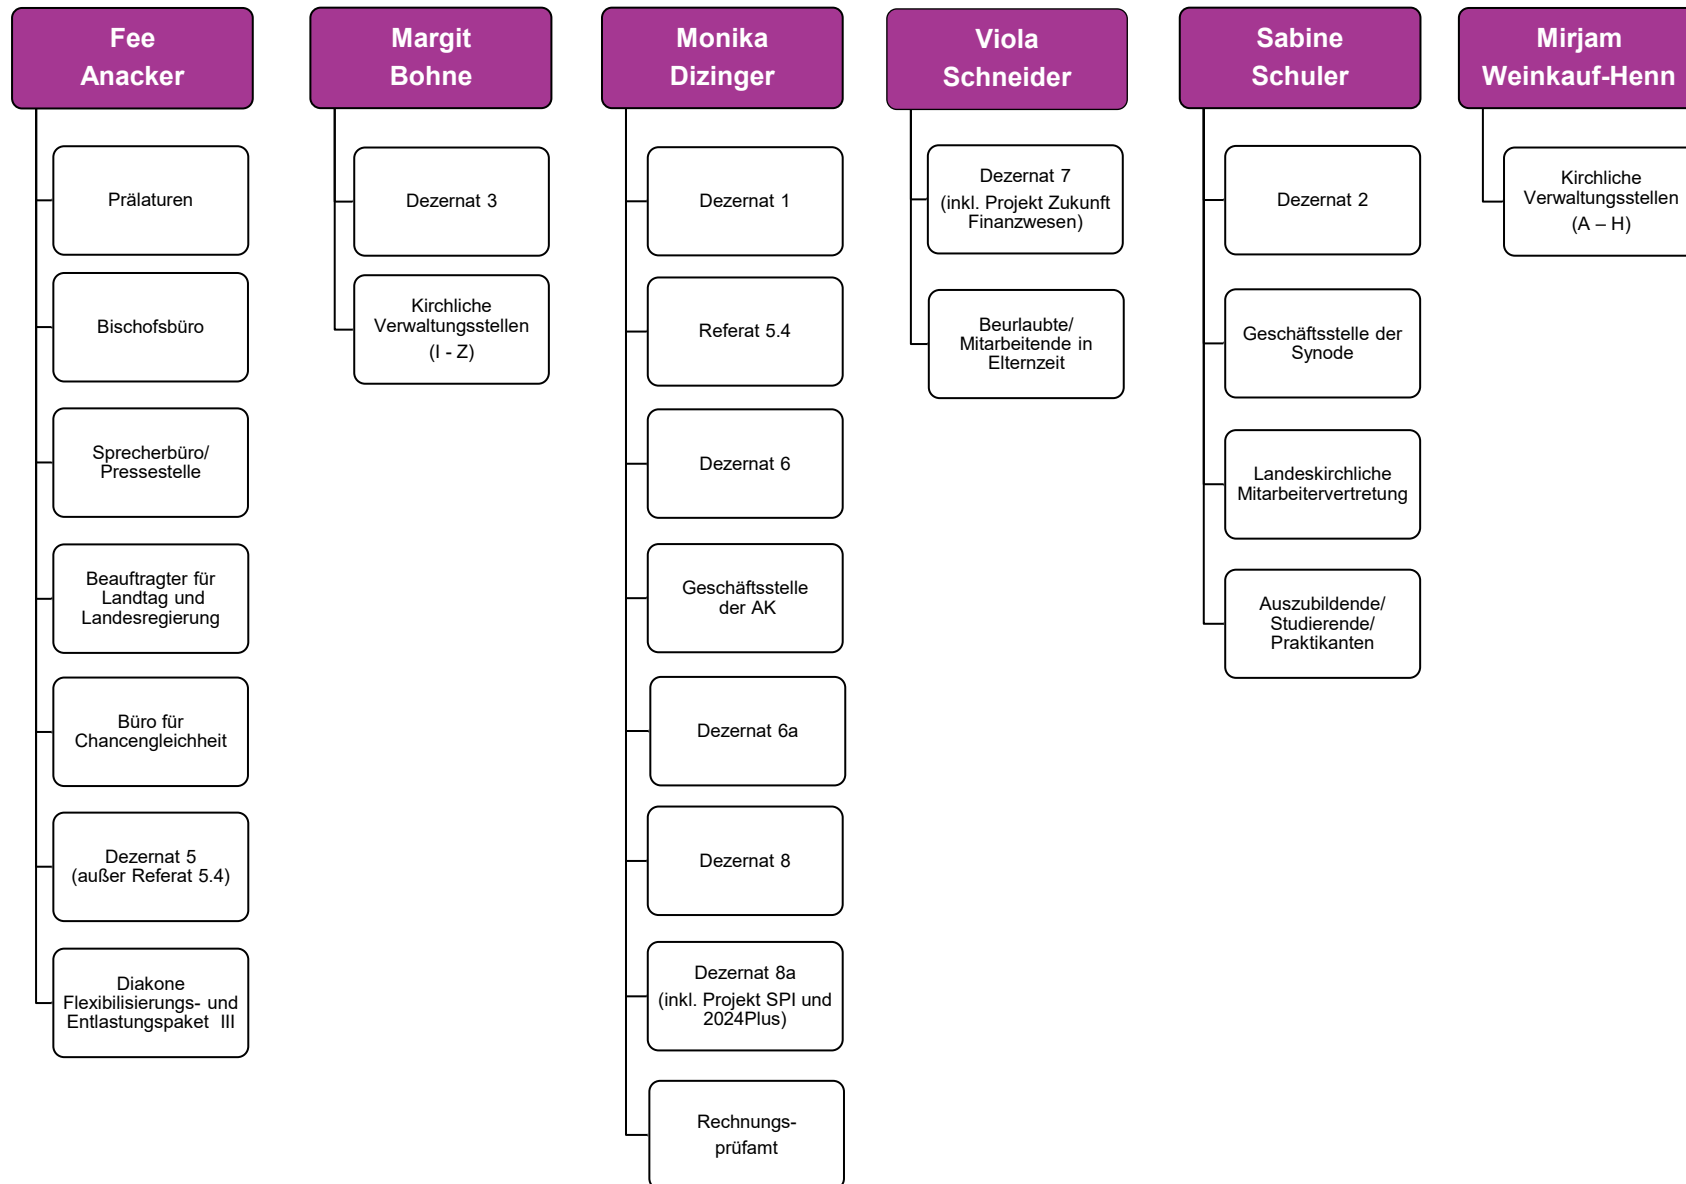 Fee
Anacker
Prälaturen
Bischofsbüro
Sprecherbüro/
Pressestelle
Beauftragter für
Landtag und
Landesregierung
Büro für
Chancengleichheit
Dezernat 5
(außer Referat 5.4)
Diakone
Flexibilisierungs- und
Entlastungspaket III
Margit
Bohne
Dezernat 3
Kirchliche
Verwaltungsstellen
(I - Z)
Monika
Dizinger
Dezernat 1
Referat 5.4
Dezernat 6
Geschäftsstelle
der AK
Dezernat 6a
Dezernat 8
Dezernat 8a
(inkl. Projekt SPI und
2024Plus)
Rechnungs-
prüfamt
Viola
Schneider
Dezernat 7
(inkl. Projekt Zukunft
Finanzwesen)
Beurlaubte/
Mitarbeitende in
Elternzeit
Sabine
Schuler
Dezernat 2
Geschäftsstelle der
Synode
Landeskirchliche
Mitarbeitervertretung
Auszubildende/
Studierende/
Praktikanten
Mirjam
Weinkauf-Henn
Kirchliche
Verwaltungsstellen
(A – H)